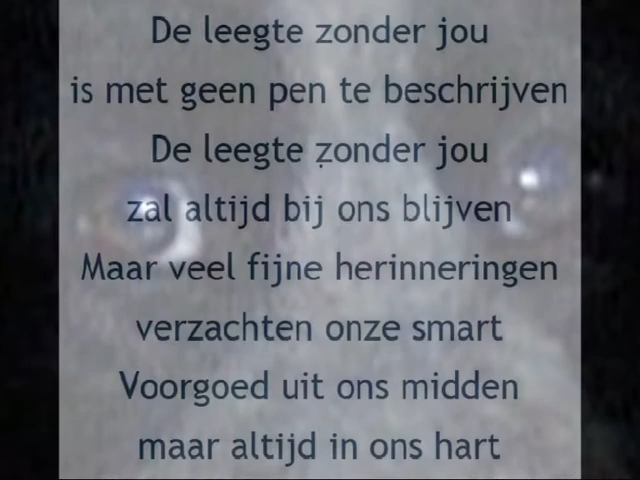 De leegte zonder jou
is met geen pen te beschrijven
De leegte zonder jou
zal altijd bij ons blijven
Maar veel fijne herinneringen
verzachten onze smart
Voorgoed uit ons midden
maar altijd in ons hart